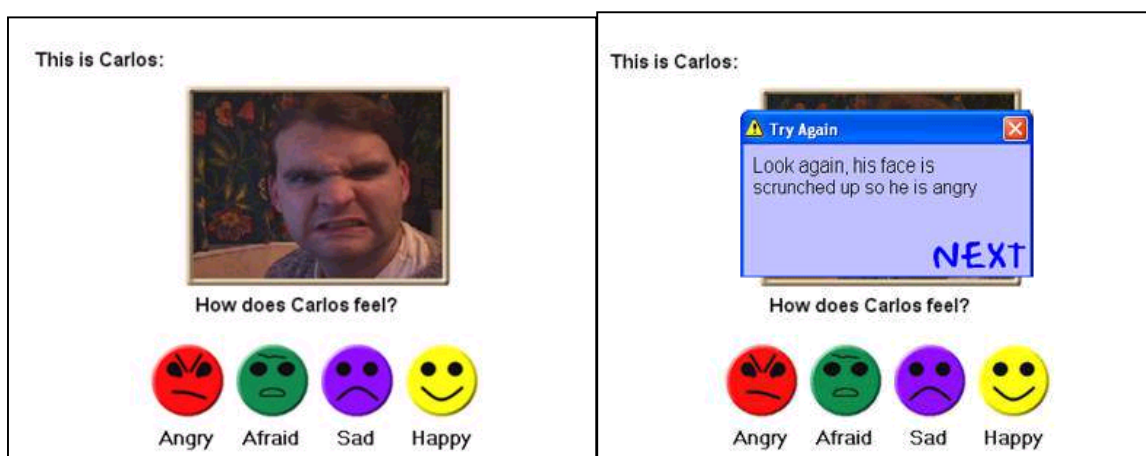 This is Carlos:
How does Carlos feel?
Angry Afraid Sad Happy
This is Carlos:
Try Again
Look again, his face is
scrunched up so he is angry
NEXT
How does Carlos feel?
Angry Afraid Sad Happy